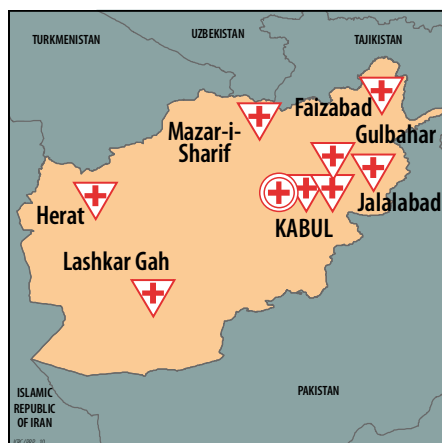 TURKMENISTAN
UZBEKISTAN
TAJIKISTAN
Faizabad
Mazar-i-
Sharif
Gulbahar
Herat
Jalalabad
KABUL
Lashkar Gah
ISLAMIC
REPUBLIC
OF IRAN
PAKISTAN